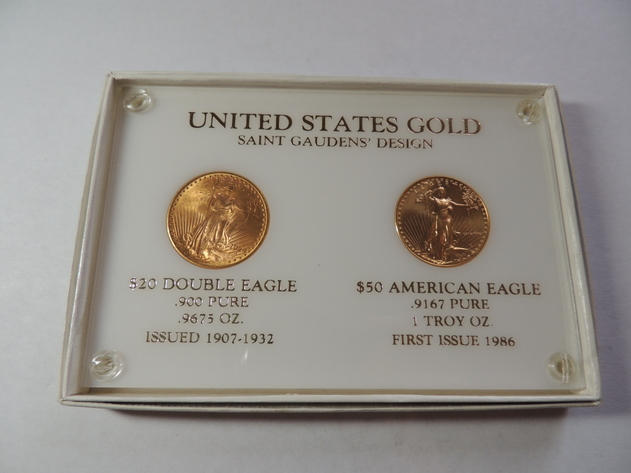 UNITED STATES GOLD
SAINT GAUDENS' DESIGN
$20 DOUBLE EAGLE
.900 PURE
.9675 OZ.
ISSUED 1907-1932
$50 AMERICAN EAGLE
.9167 PURE
1 TROY OZ.
FIRST ISSUE 1986